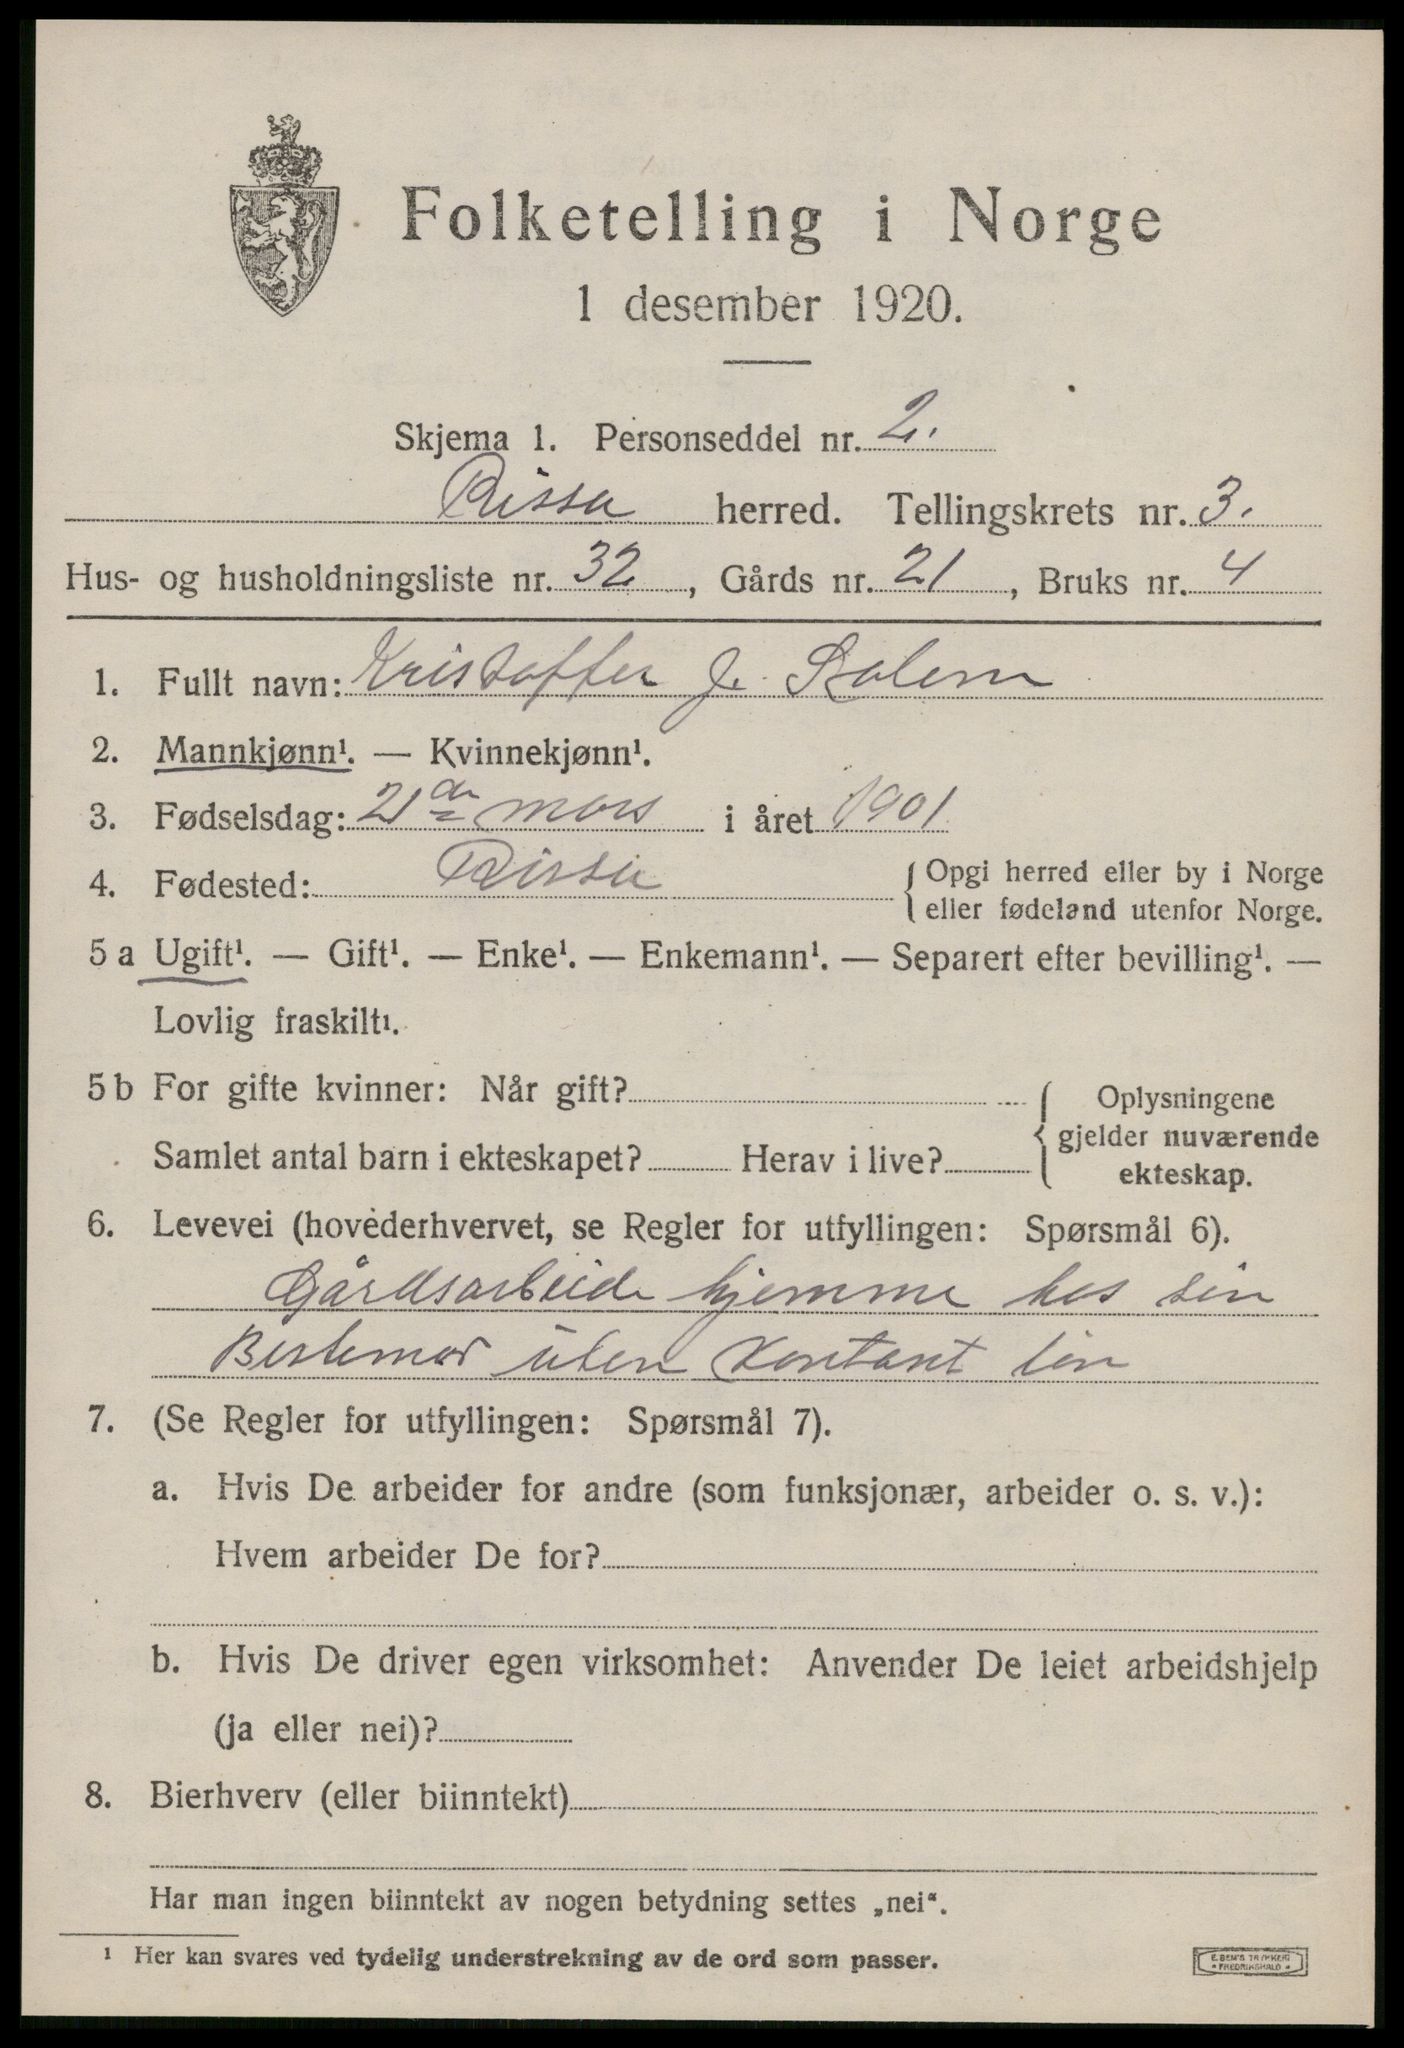 Folketelling i Norge
1 desember 1920.
Skjema 1. Personseddel nr. 2.
Rissa herred. Tellingskrets nr. 3.
Hus- og husholdningsliste nr. 32, Gårds nr. 21, Bruks nr. 4
1. Fullt navn: Kristoffer J.
2. Mannkjønn¹. — Kvinnekjønn¹.
3. Fødselsdag: 21de mars i året 1901
4. Fødested: Rissa { Opgi herred eller by i Norge
eller fødeland utenfor Norge.
5 a Ugift¹. — Gift¹. — Enke¹. — Enkemann¹. — Separert efter bevilling¹. —
Lovlig fraskilt¹.
5 b For gifte kvinner: Når gift?
Samlet antal barn i ekteskapet? Herav i live?
{ Oplysningene
gjelder nuværende
ekteskap.
6. Levevei (hovederhvervet, se Regler for utfyllingen: Spørsmål 6).
Gårdsarbeide hjemme hos sin
Bestemor uten kontant løn
7. (Se Regler for utfyllingen: Spørsmål 7).
a. Hvis De arbeider for andre (som funksjonær, arbeider o. s. v.):
Hvem arbeider De for?
b. Hvis De driver egen virksomhet: Anvender De leiet arbeidshjelp
(ja eller nei)?
8. Bierhverv (eller biinntekt)
Har man ingen biinntekt av nogen betydning settes „nei“.
¹ Her kan svares ved tydelig understrekning av de ord som passer.
E. SEM'S TRYKKERI
FREDRIKSHALD